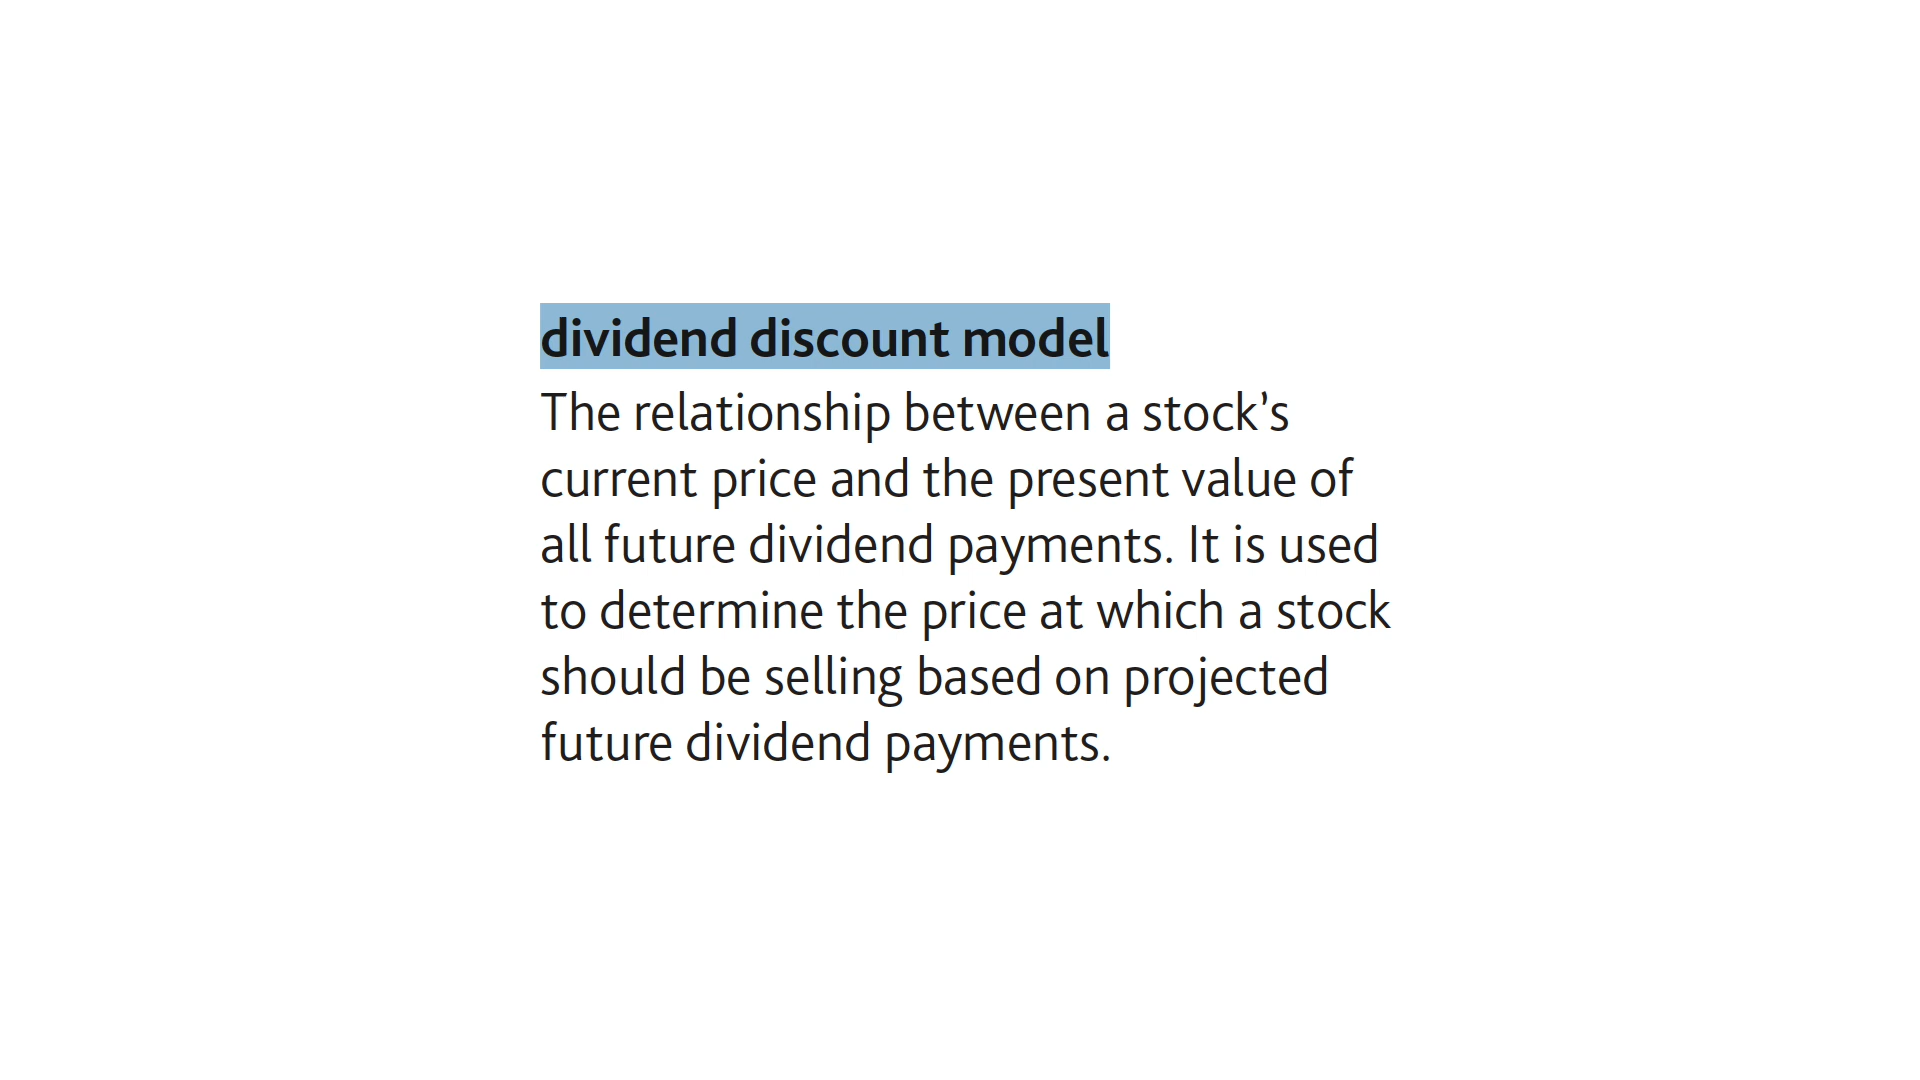 dividend discount model
The relationship between a stock’s
current price and the present value of
all future dividend payments. It is used
to determine the price at which a stock
should be selling based on projected
future dividend payments.